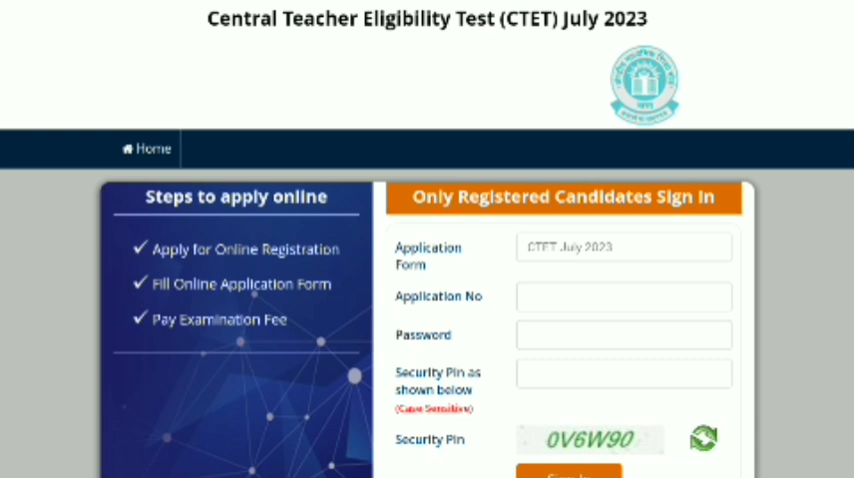 Central Teacher Eligibility Test (CTET) July 2023
Home
Steps to apply online
Apply for Online Registration
Fill Online Application Form
Pay Examination Fee
Only Registered Candidates Sign In
Application
Form
CTET July 2023
Application No
Password
Security Pin as
shown below
(Case Sensitive)
Security Pin
0V6W90
Sign In